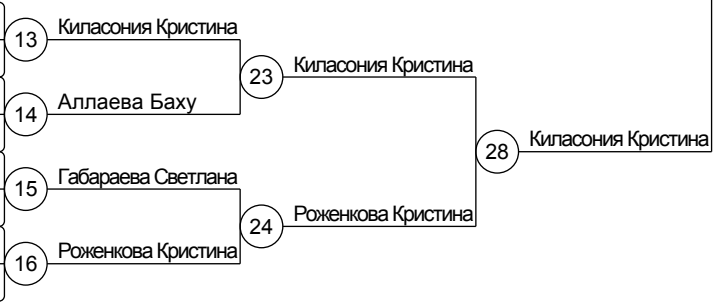 Киласония Кристина
13
Киласония Кристина
23
Аллаева Баху
14
Киласония Кристина
28
Габараева Светлана
15
Роженкова Кристина
24
Роженкова Кристина
16